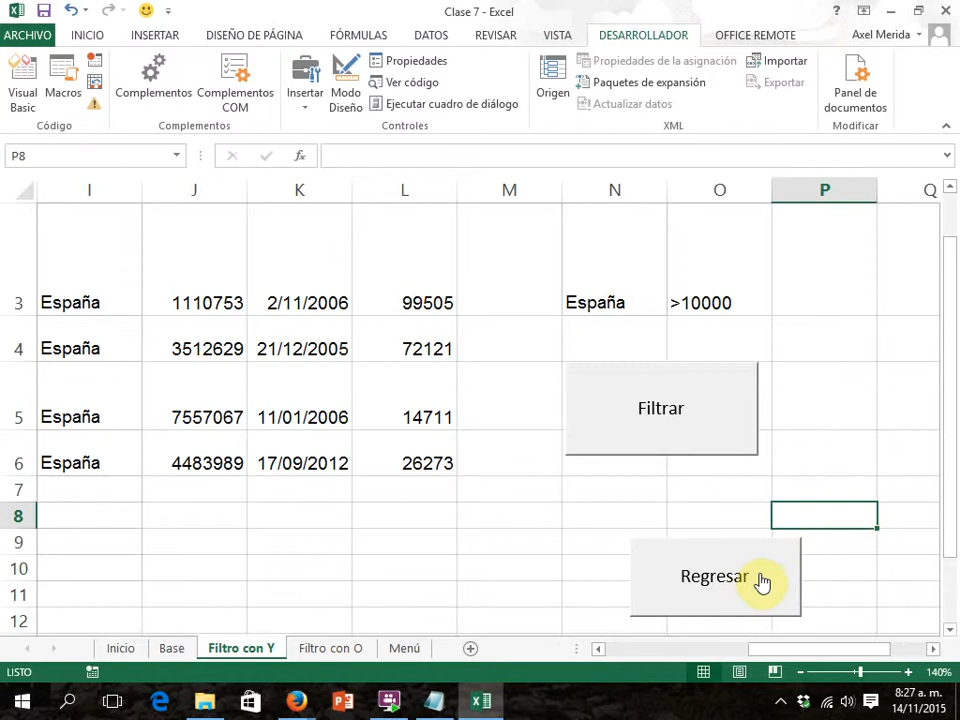 Clase 7 - Excel
ARCHIVO INICIO INSERTAR DISEÑO DE PÁGINA FÓRMULAS DATOS REVISAR VISTA DESARROLLADOR OFFICE REMOTE Axel Merida
Visual Basic
Macros
Código
Complementos
Complementos COM
Complementos
Insertar
Modo Diseño
Propiedades
Ver código
Ejecutar cuadro de diálogo
Controles
Origen
Propiedades de la asignación
Paquetes de expansión
Actualizar datos
Importar
Exportar
XML
Panel de documentos
Modificar
P8 fx
I J K L M N O P Q
3 España 1110753 2/11/2006 99505 España >10000
4 España 3512629 21/12/2005 72121
Filtrar
5 España 7557067 11/01/2006 14711
6 España 4483989 17/09/2012 26273
7
8
9
10
Regresar
11
12
Inicio Base Filtro con Y Filtro con O Menú
LISTO 140%
8:27 a. m.
14/11/2015